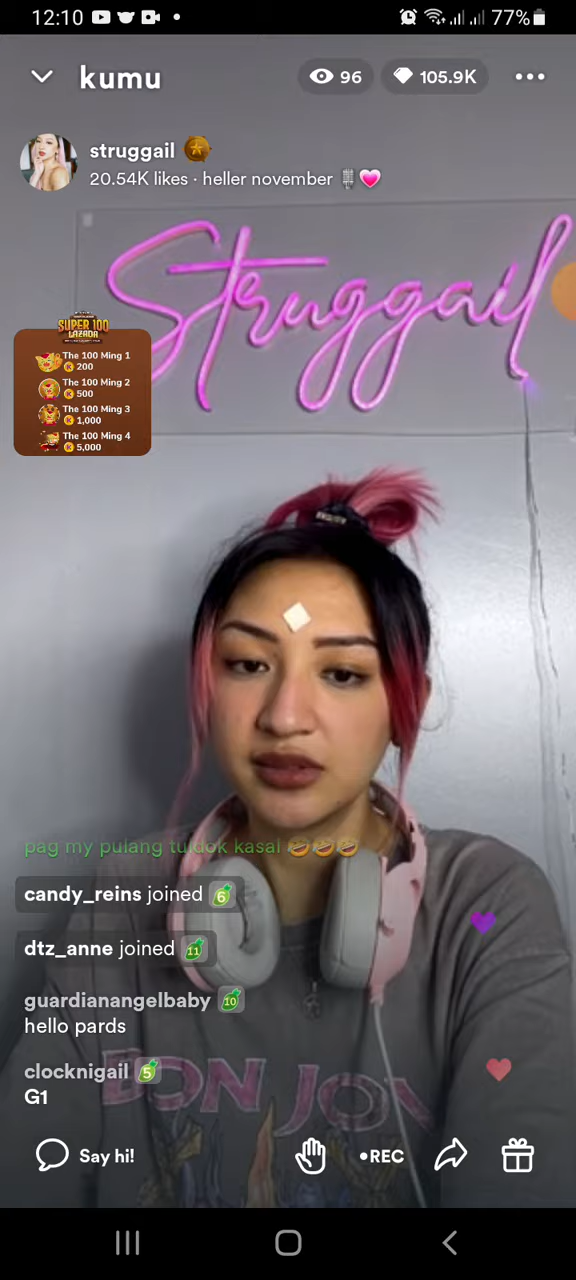 12:10
77%
kumu
96
105.9K
struggail
20.54K likes · heller november
Struggail
SUPER 100
LAZADA
The 100 Ming 1
200
The 100 Ming 2
500
The 100 Ming 3
1,000
The 100 Ming 4
5,000
pag my pulang tuldok kasal
candy_reins joined 6
dtz_anne joined 11
guardianangelbaby 10
hello pards
clocknigail 5
G1
BON JOV
Say hi!
•REC